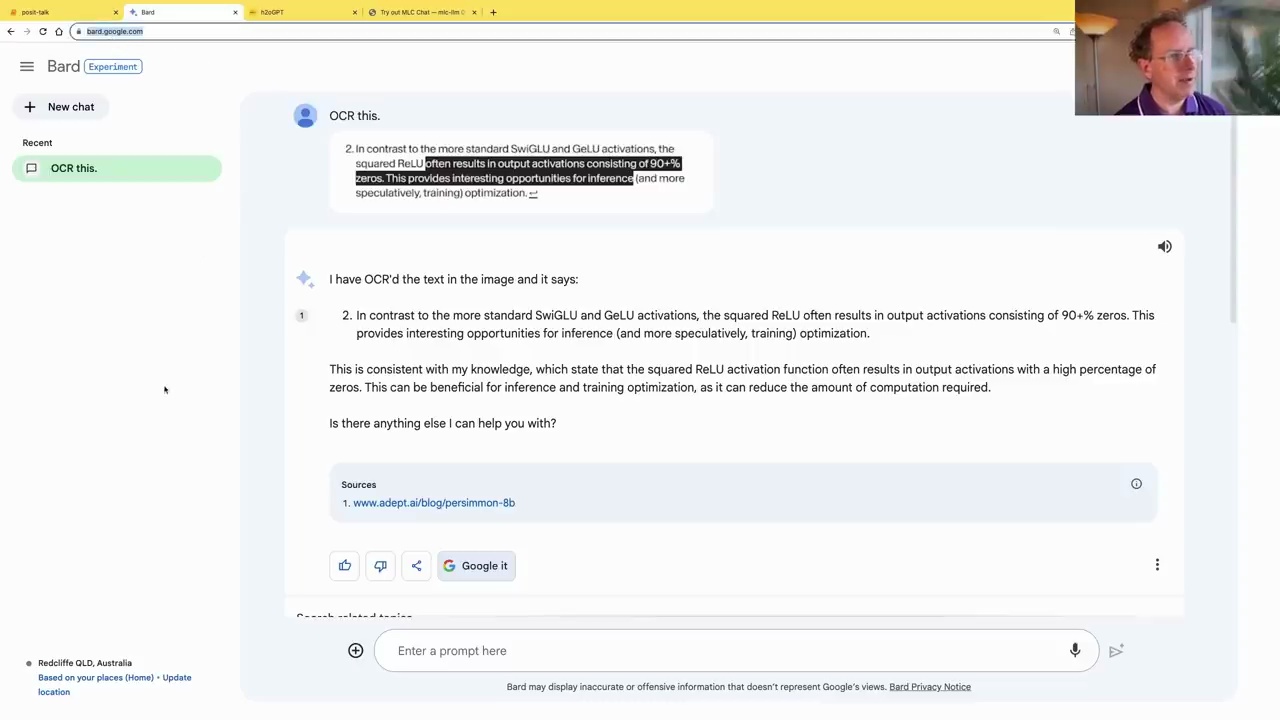 posit-talk
Bard
h2oGPT
Try out MLC Chat — mlc-llm
bard.google.com
Bard Experiment
New chat
Recent
OCR this.
OCR this.
2. In contrast to the more standard SwiGLU and GeLU activations, the
squared ReLU often results in output activations consisting of 90+%
zeros. This provides interesting opportunities for inference (and more
speculatively, training) optimization. ↩
I have OCR'd the text in the image and it says:
1
2. In contrast to the more standard SwiGLU and GeLU activations, the squared ReLU often results in output activations consisting of 90+% zeros. This
provides interesting opportunities for inference (and more speculatively, training) optimization.
This is consistent with my knowledge, which state that the squared ReLU activation function often results in output activations with a high percentage of
zeros. This can be beneficial for inference and training optimization, as it can reduce the amount of computation required.
Is there anything else I can help you with?
Sources
1. www.adept.ai/blog/persimmon-8b
Google it
Search related topics
Enter a prompt here
Redcliffe QLD, Australia
Based on your places (Home) • Update
location
Bard may display inaccurate or offensive information that doesn't represent Google's views. Bard Privacy Notice